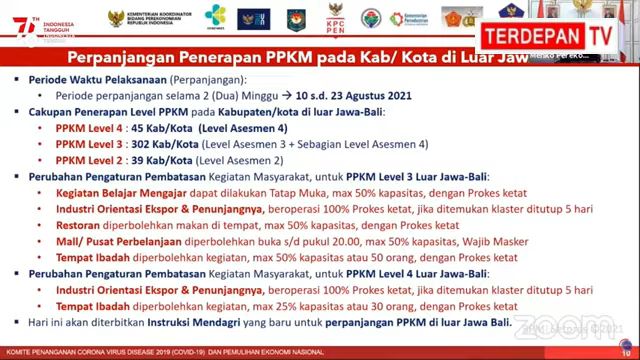 INDONESIA
TANGGUH
INDONESIA
KEMENTERIAN KOORDINATOR
BIDANG PEREKONOMIAN
REPUBLIK INDONESIA
KPC
PEN
TERDEPAN TV
Perpanjangan Penerapan PPKM pada Kab/ Kota di Luar Jaw
Periode Waktu Pelaksanaan (Perpanjangan):
Periode perpanjangan selama 2 (Dua) Minggu → 10 s.d. 23 Agustus 2021
Cakupan Penerapan Level PPKM pada Kabupaten/kota di luar Jawa-Bali:
PPKM Level 4 : 45 Kab/Kota (Level Asesmen 4)
PPKM Level 3 : 302 Kab/Kota (Level Asesmen 3 + Sebagian Level Asesmen 4)
PPKM Level 2 : 39 Kab/Kota (Level Asesmen 2)
Perubahan Pengaturan Pembatasan Kegiatan Masyarakat, untuk PPKM Level 3 Luar Jawa-Bali:
Kegiatan Belajar Mengajar dapat dilakukan Tatap Muka, max 50% kapasitas, dengan Prokes ketat
Industri Orientasi Ekspor & Penunjangnya, beroperasi 100% Prokes ketat, jika ditemukan klaster ditutup 5 hari
Restoran diperbolehkan makan di tempat, max 50% kapasitas, dengan Prokes ketat
Mall/ Pusat Perbelanjaan diperbolehkan buka s/d pukul 20.00, max 50% kapasitas, Wajib Masker
Tempat Ibadah diperbolehkan kegiatan, max 50% kapasitas atau 50 orang, dengan Prokes ketat
Perubahan Pengaturan Pembatasan Kegiatan Masyarakat, untuk PPKM Level 4 Luar Jawa-Bali:
Industri Orientasi Ekspor & Penunjangnya, beroperasi 100% Prokes ketat, jika ditemukan klaster ditutup 5 hari
Tempat Ibadah diperbolehkan kegiatan, max 25% kapasitas atau 30 orang, dengan Prokes ketat
Hari ini akan diterbitkan Instruksi Mendagri yang baru untuk perpanjangan PPKM di luar Jawa Bali.
zoom
KOMITE PENANGANAN CORONA VIRUS DISEASE 2019 (COVID-19) DAN PEMULIHAN EKONOMI NASIONAL
10